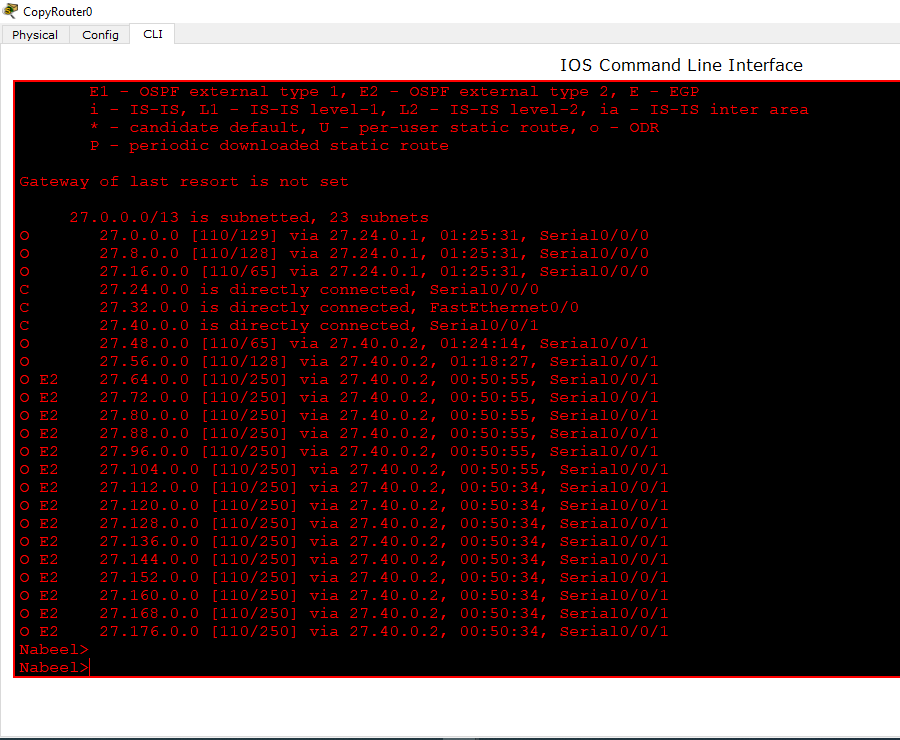 CopyRouter0
Physical Config CLI
IOS Command Line Interface
E1 - OSPF external type 1, E2 - OSPF external type 2, E - EGP
i - IS-IS, L1 - IS-IS level-1, L2 - IS-IS level-2, ia - IS-IS inter area
* - candidate default, U - per-user static route, o - ODR
P - periodic downloaded static route
Gateway of last resort is not set
27.0.0.0/13 is subnetted, 23 subnets
O 27.0.0.0 [110/129] via 27.24.0.1, 01:25:31, Serial0/0/0
O 27.8.0.0 [110/128] via 27.24.0.1, 01:25:31, Serial0/0/0
O 27.16.0.0 [110/65] via 27.24.0.1, 01:25:31, Serial0/0/0
C 27.24.0.0 is directly connected, Serial0/0/0
C 27.32.0.0 is directly connected, FastEthernet0/0
C 27.40.0.0 is directly connected, Serial0/0/1
O 27.48.0.0 [110/65] via 27.40.0.2, 01:24:14, Serial0/0/1
O 27.56.0.0 [110/128] via 27.40.0.2, 01:18:27, Serial0/0/1
O E2 27.64.0.0 [110/250] via 27.40.0.2, 00:50:55, Serial0/0/1
O E2 27.72.0.0 [110/250] via 27.40.0.2, 00:50:55, Serial0/0/1
O E2 27.80.0.0 [110/250] via 27.40.0.2, 00:50:55, Serial0/0/1
O E2 27.88.0.0 [110/250] via 27.40.0.2, 00:50:55, Serial0/0/1
O E2 27.96.0.0 [110/250] via 27.40.0.2, 00:50:55, Serial0/0/1
O E2 27.104.0.0 [110/250] via 27.40.0.2, 00:50:55, Serial0/0/1
O E2 27.112.0.0 [110/250] via 27.40.0.2, 00:50:34, Serial0/0/1
O E2 27.120.0.0 [110/250] via 27.40.0.2, 00:50:34, Serial0/0/1
O E2 27.128.0.0 [110/250] via 27.40.0.2, 00:50:34, Serial0/0/1
O E2 27.136.0.0 [110/250] via 27.40.0.2, 00:50:34, Serial0/0/1
O E2 27.144.0.0 [110/250] via 27.40.0.2, 00:50:34, Serial0/0/1
O E2 27.152.0.0 [110/250] via 27.40.0.2, 00:50:34, Serial0/0/1
O E2 27.160.0.0 [110/250] via 27.40.0.2, 00:50:34, Serial0/0/1
O E2 27.168.0.0 [110/250] via 27.40.0.2, 00:50:34, Serial0/0/1
O E2 27.176.0.0 [110/250] via 27.40.0.2, 00:50:34, Serial0/0/1
Nabeel>
Nabeel>